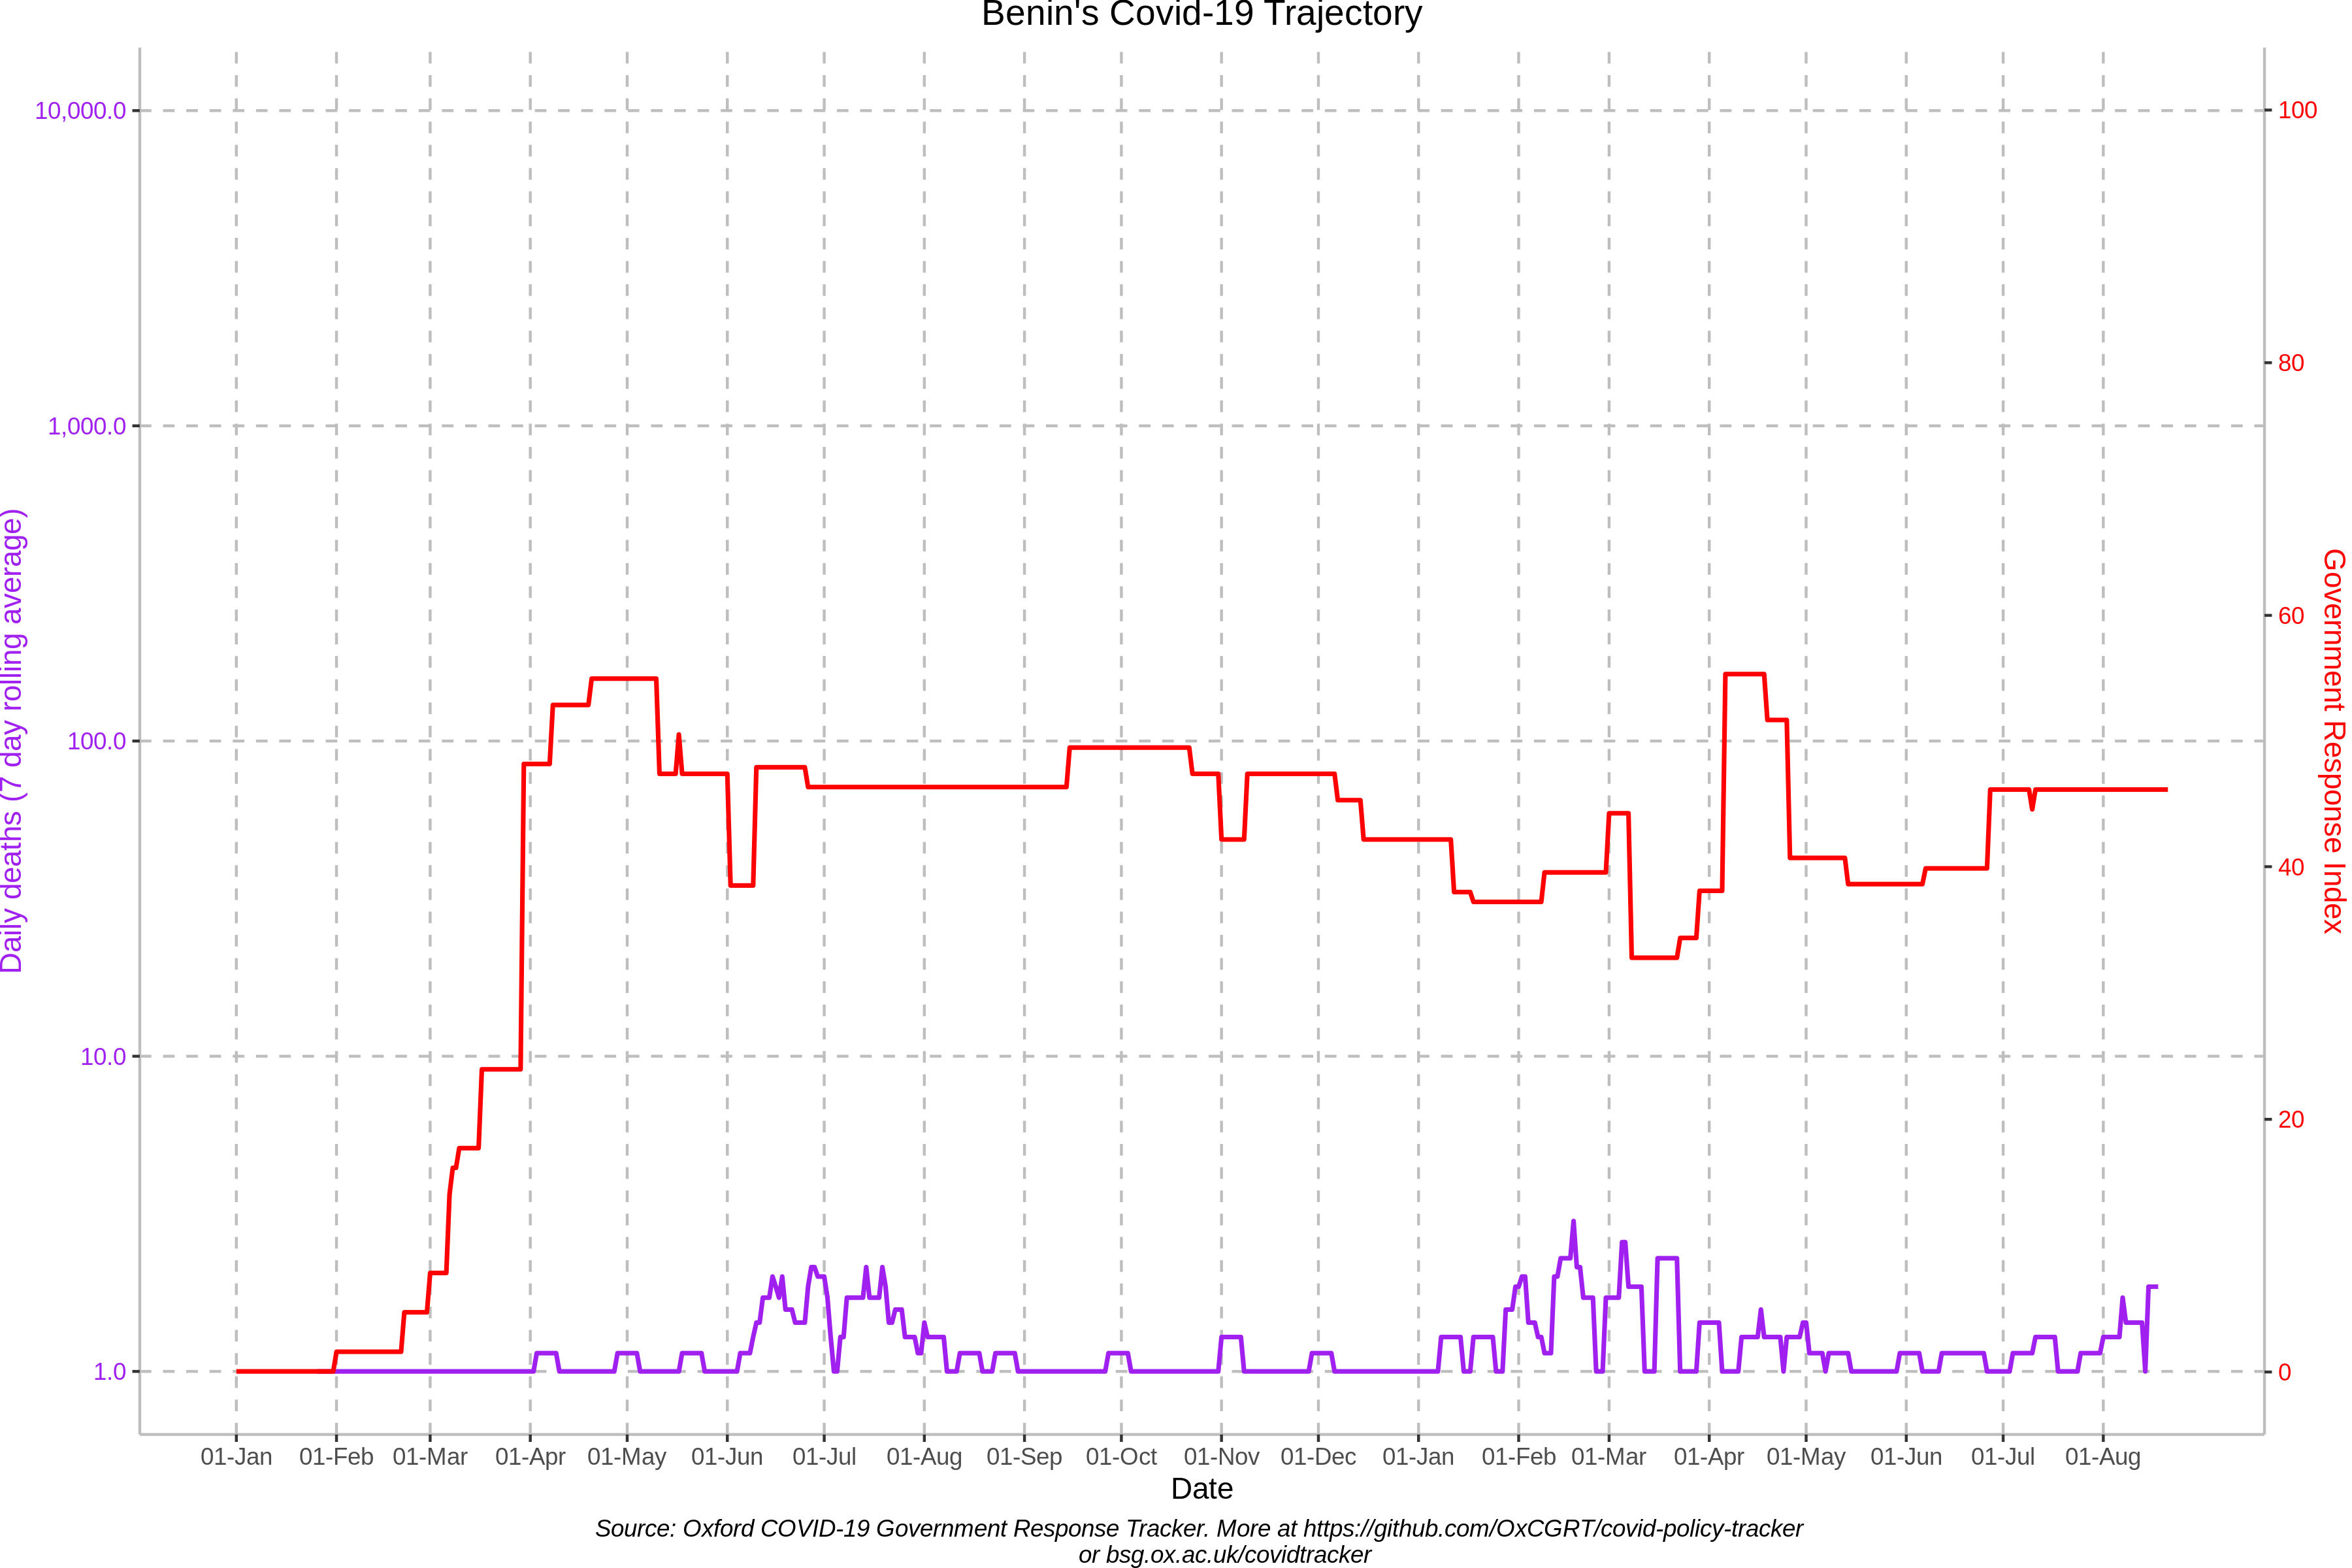 Benin's Covid-19 Trajectory
10,000.0
1,000.0
100.0
10.0
1.0
Daily deaths (7 day rolling average)
100
80
60
40
20
0
Government Response Index
01-Jan 01-Feb 01-Mar 01-Apr 01-May 01-Jun 01-Jul 01-Aug 01-Sep 01-Oct 01-Nov 01-Dec 01-Jan 01-Feb 01-Mar 01-Apr 01-May 01-Jun 01-Jul 01-Aug
Date
Source: Oxford COVID-19 Government Response Tracker. More at https://github.com/OxCGRT/covid-policy-tracker
or bsg.ox.ac.uk/covidtracker